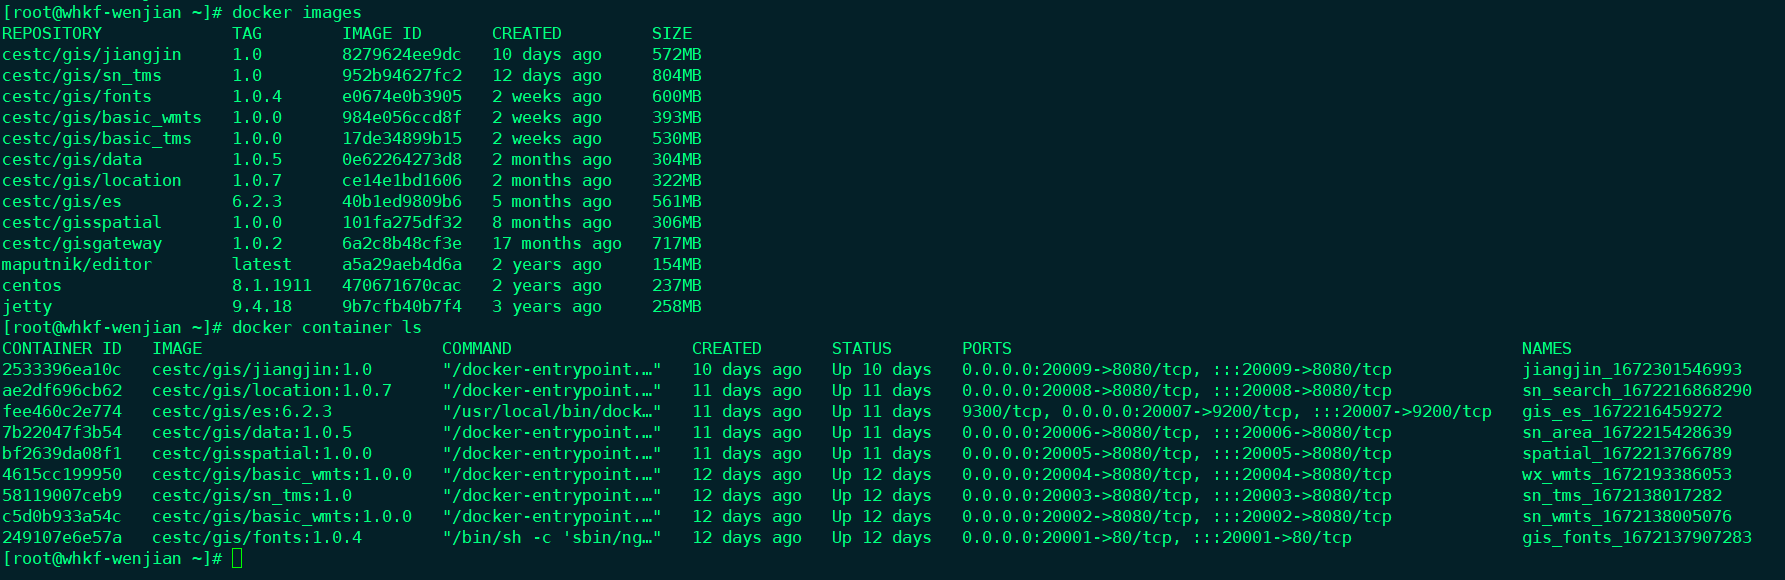 [root@whkf-wenjian ~]# docker images
REPOSITORY TAG IMAGE ID CREATED SIZE
cestc/gis/jiangjin 1.0 8279624ee9dc 10 days ago 572MB
cestc/gis/sn_tms 1.0 952b94627fc2 12 days ago 804MB
cestc/gis/fonts 1.0.4 e0674e0b3905 2 weeks ago 600MB
cestc/gis/basic_wmts 1.0.0 984e056ccd8f 2 weeks ago 393MB
cestc/gis/basic_tms 1.0.0 17de34899b15 2 weeks ago 530MB
cestc/gis/data 1.0.5 0e62264273d8 2 months ago 304MB
cestc/gis/location 1.0.7 ce14e1bd1606 2 months ago 322MB
cestc/gis/es 6.2.3 40b1ed9809b6 5 months ago 561MB
cestc/gisspatial 1.0.0 101fa275df32 8 months ago 306MB
cestc/gisgateway 1.0.2 6a2c8b48cf3e 17 months ago 717MB
maputnik/editor latest a5a29aeb4d6a 2 years ago 154MB
centos 8.1.1911 470671670cac 2 years ago 237MB
jetty 9.4.18 9b7cfb40b7f4 3 years ago 258MB
[root@whkf-wenjian ~]# docker container ls
CONTAINER ID IMAGE COMMAND CREATED STATUS PORTS NAMES
2533396ea10c cestc/gis/jiangjin:1.0 "/docker-entrypoint.…" 10 days ago Up 10 days 0.0.0.0:20009->8080/tcp, :::20009->8080/tcp jiangjin_1672301546993
ae2df696cb62 cestc/gis/location:1.0.7 "/docker-entrypoint.…" 11 days ago Up 11 days 0.0.0.0:20008->8080/tcp, :::20008->8080/tcp sn_search_1672216868290
fee460c2e774 cestc/gis/es:6.2.3 "/usr/local/bin/dock…" 11 days ago Up 11 days 9300/tcp, 0.0.0.0:20007->9200/tcp, :::20007->9200/tcp gis_es_1672216459272
7b22047f3b54 cestc/gis/data:1.0.5 "/docker-entrypoint.…" 11 days ago Up 11 days 0.0.0.0:20006->8080/tcp, :::20006->8080/tcp sn_area_1672215428639
bf2639da08f1 cestc/gisspatial:1.0.0 "/docker-entrypoint.…" 11 days ago Up 11 days 0.0.0.0:20005->8080/tcp, :::20005->8080/tcp spatial_1672213766789
4615cc199950 cestc/gis/basic_wmts:1.0.0 "/docker-entrypoint.…" 12 days ago Up 12 days 0.0.0.0:20004->8080/tcp, :::20004->8080/tcp wx_wmts_1672193386053
58119007ceb9 cestc/gis/sn_tms:1.0 "/docker-entrypoint.…" 12 days ago Up 12 days 0.0.0.0:20003->8080/tcp, :::20003->8080/tcp sn_tms_1672138017282
c5d0b933a54c cestc/gis/basic_wmts:1.0.0 "/docker-entrypoint.…" 12 days ago Up 12 days 0.0.0.0:20002->8080/tcp, :::20002->8080/tcp sn_wmts_1672138005076
249107e6e57a cestc/gis/fonts:1.0.4 "/bin/sh -c 'sbin/ng…" 12 days ago Up 12 days 0.0.0.0:20001->80/tcp, :::20001->80/tcp gis_fonts_1672137907283
[root@whkf-wenjian ~]#